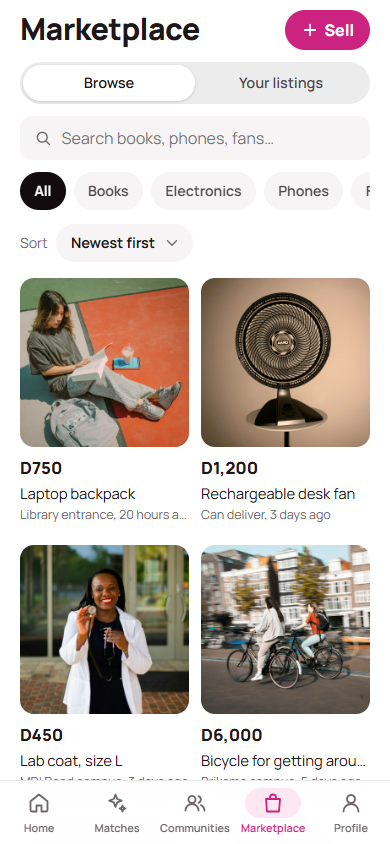 Marketplace
+ Sell
Browse
Your listings
Search books, phones, fans…
All
Books
Electronics
Phones
Sort
Newest first
D750
Laptop backpack
Library entrance, 20 hours a…
D1,200
Rechargeable desk fan
Can deliver, 3 days ago
D450
Lab coat, size L
D6,000
Bicycle for getting arou…
Home
Matches
Communities
Marketplace
Profile